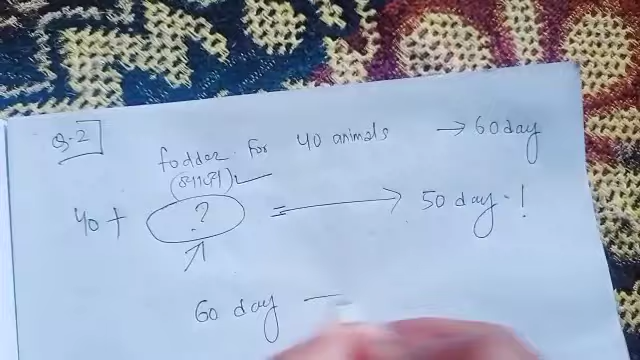 Q.2
fodder for 40 animals → 60 day
40 + ? = → 50 day.!
60 day —